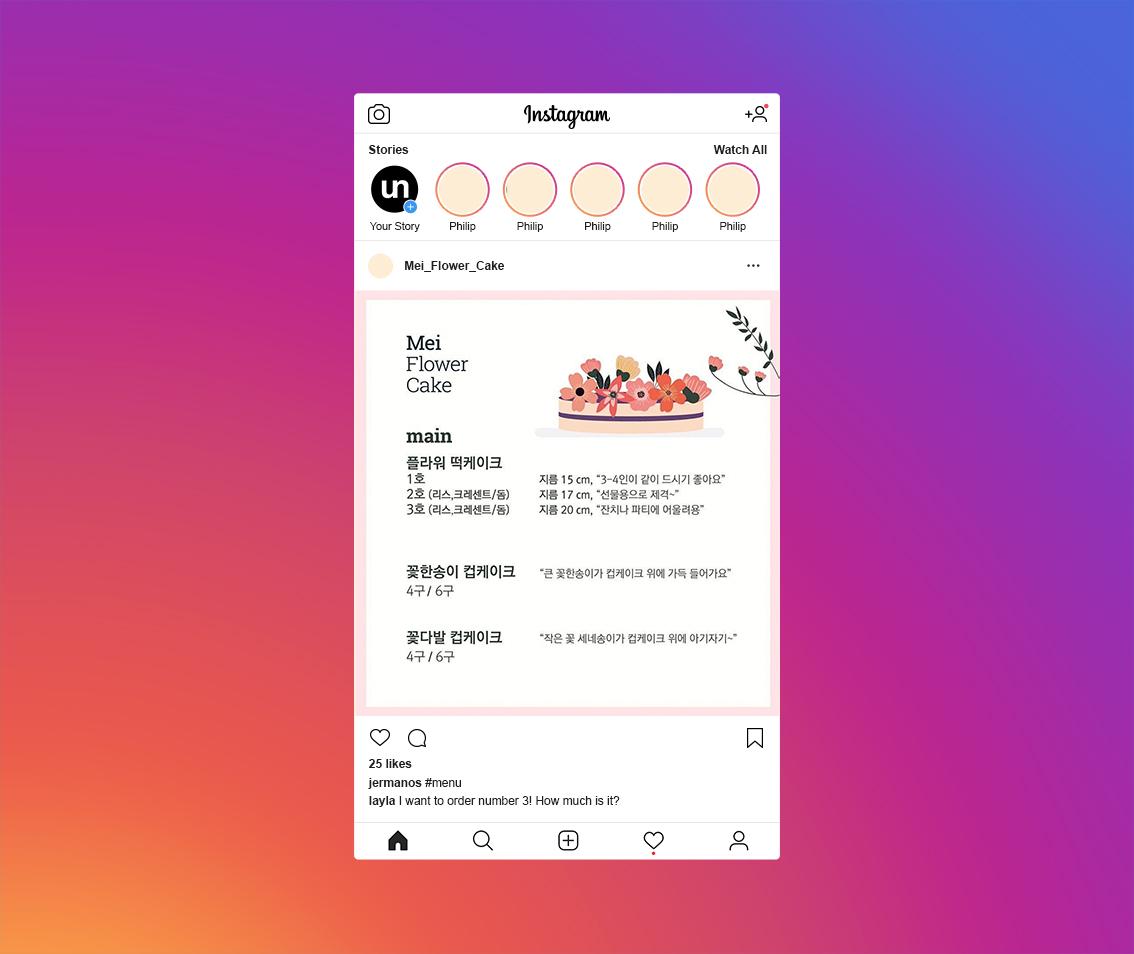 Instagram
Stories Watch All
un
Your Story Philip Philip Philip Philip Philip
Mei_Flower_Cake
Mei
Flower
Cake
main
플라워 떡케이크
1호 지름 15 cm, “3-4인이 같이 드시기 좋아요”
2호 (리스,크레센트/돔) 지름 17 cm, “선물용으로 제격~”
3호 (리스,크레센트/돔) 지름 20 cm, “잔치나 파티에 어울려용”
꽃한송이 컵케이크 “큰 꽃한송이가 컵케이크 위에 가득 들어가요”
4구 / 6구
꽃다발 컵케이크 “작은 꽃 세네송이가 컵케이크 위에 아기자기~”
4구 / 6구
25 likes
jermanos #menu
layla I want to order number 3! How much is it?